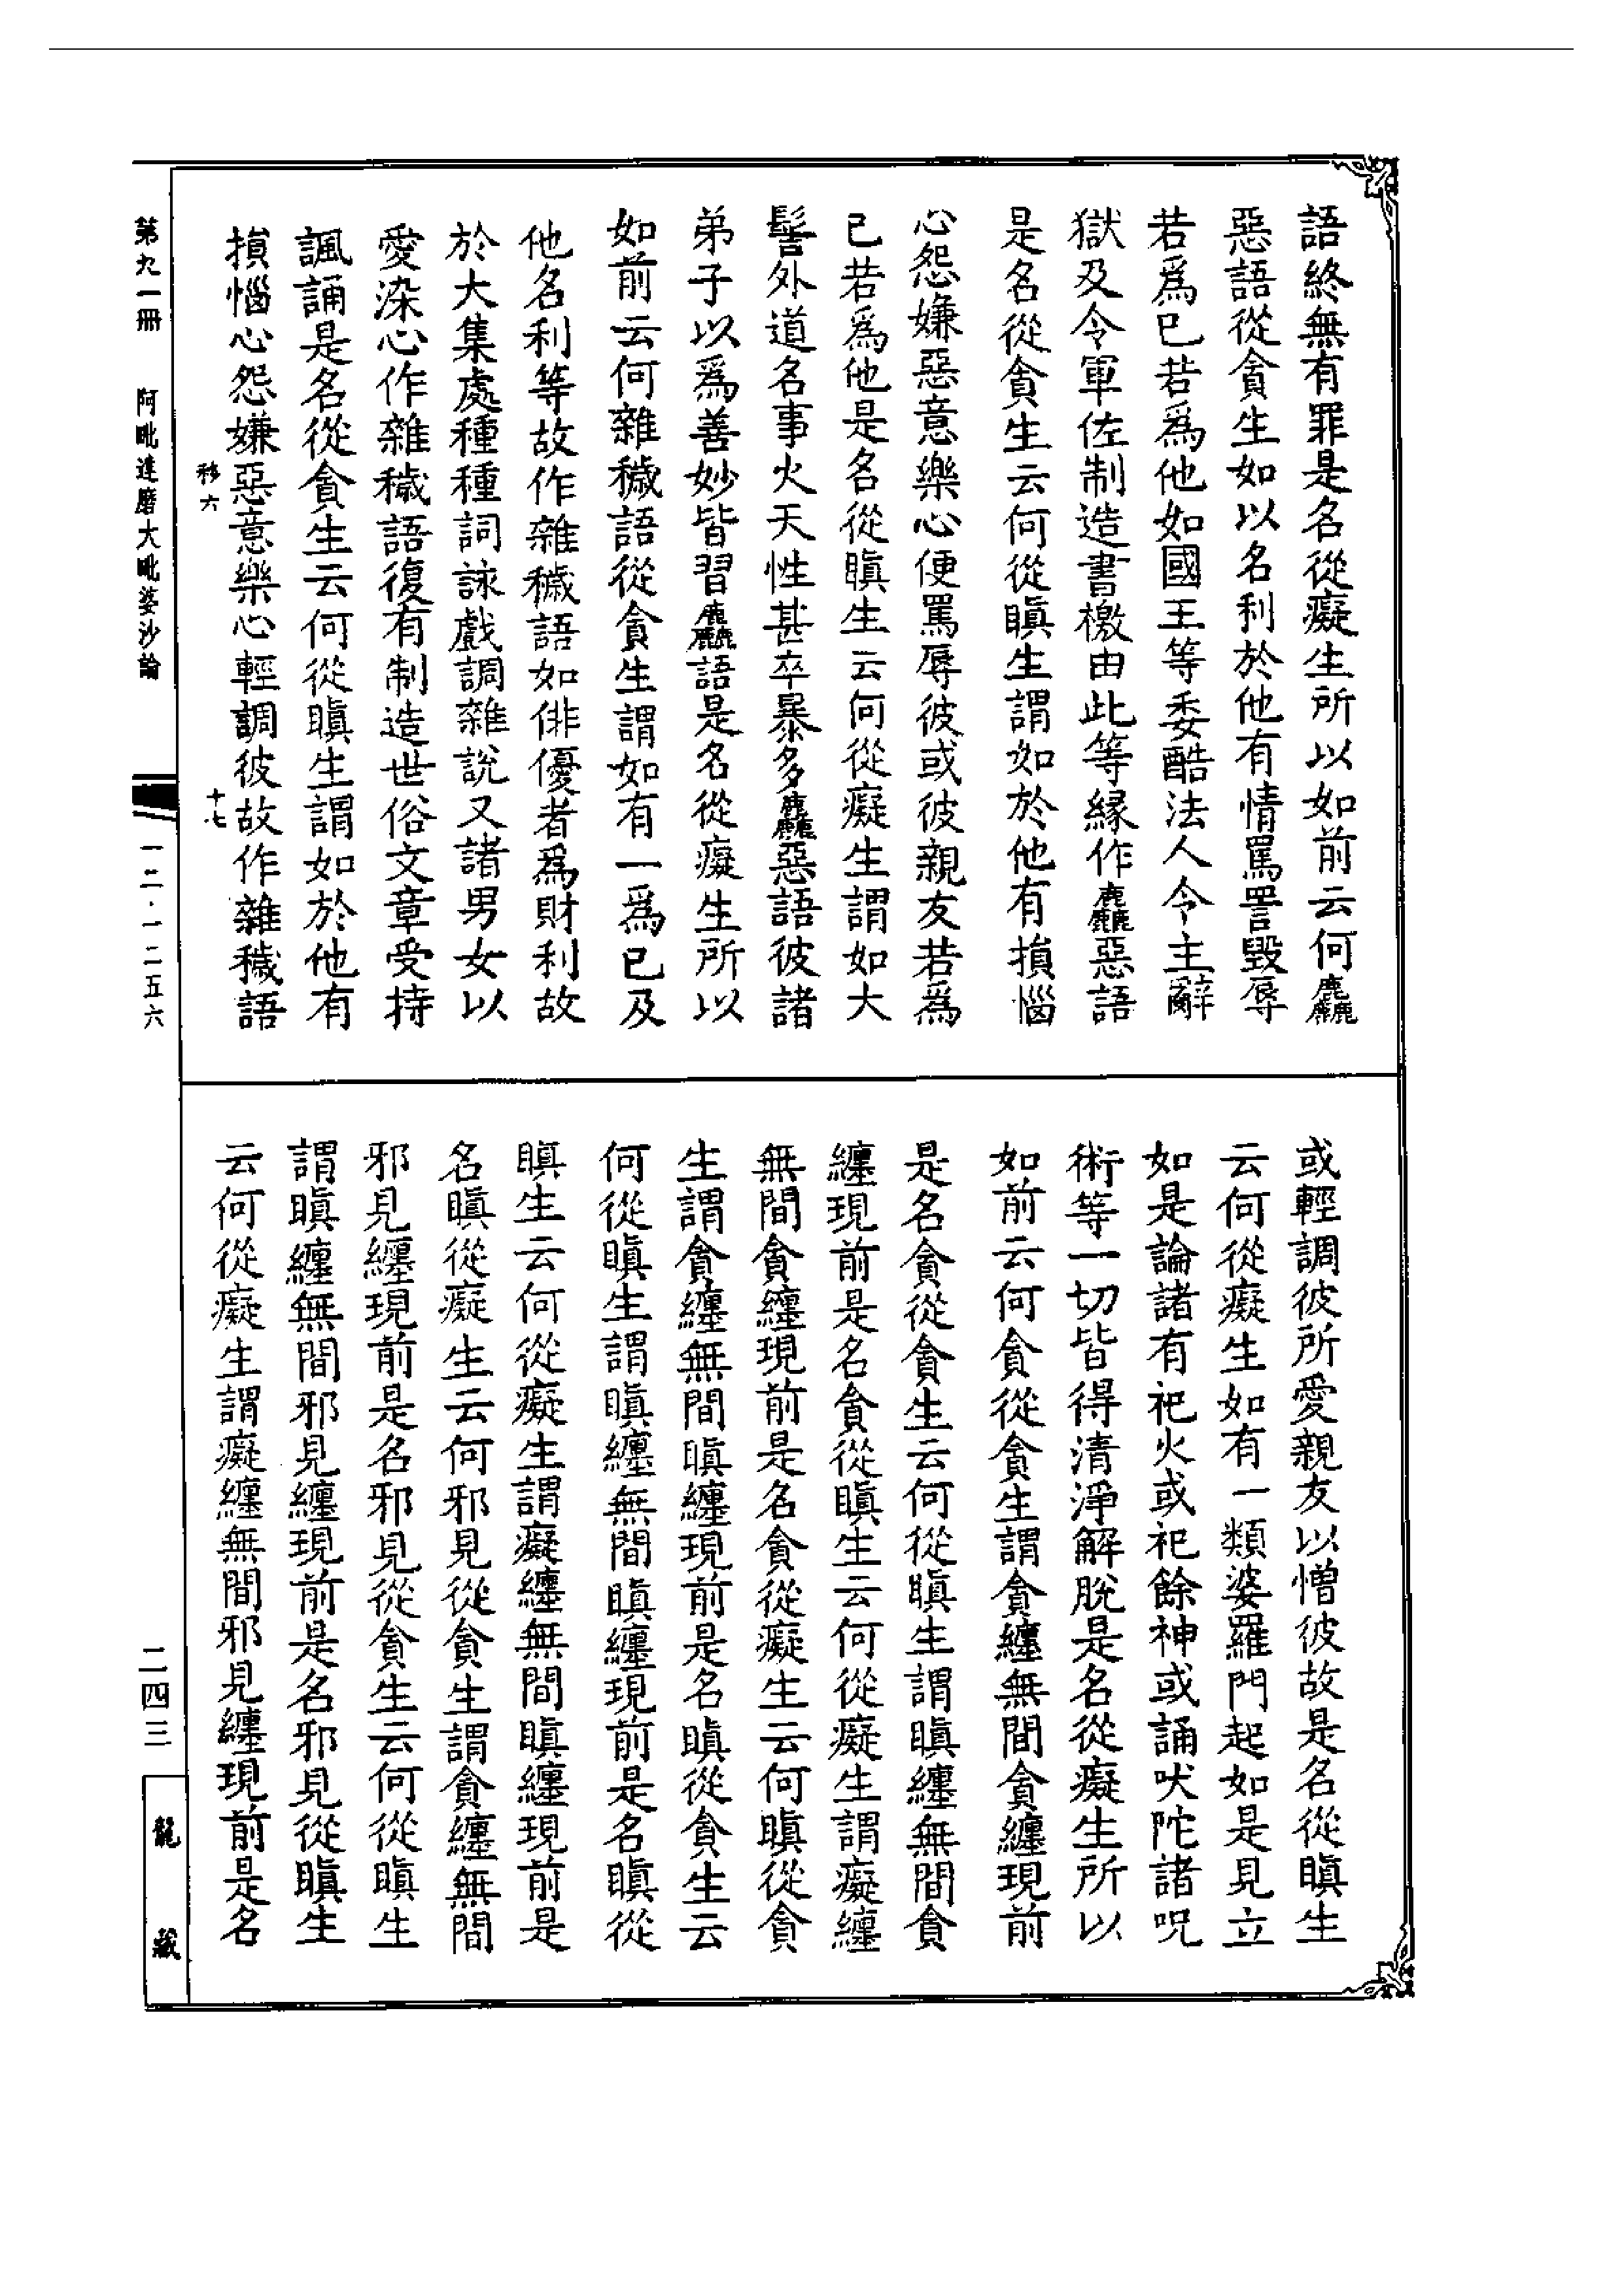 語終無有罪是名從癡生所以如前云何麤
惡語從貪生如以名利於他有情罵詈毀辱
若爲已若爲他如國王等委酷法人令主辭
獄及令軍佐制造書檄由此等緣作麤惡語
是名從貪生云何從瞋生謂如於他有損惱
心怨嫌惡意樂心便罵辱彼或彼親友若爲
已若爲他是名從瞋生云何從癡生謂如大
髻外道名事火天性甚卒暴多麤惡語彼諸
弟子以爲善妙皆習麤語是名從癡生所以
如前云何雜穢語從貪生謂如有一爲已及
他名利等故作雜穢語如俳優者爲財利故
於大集處種種詞詠戲調雜說又諸男女以
愛染心作雜穢語復有制造世俗文章受持
諷誦是名從貪生云何從瞋生謂如於他有
損惱心怨嫌惡意樂心輕調彼故作雜穢語
或輕調彼所愛親友以憎彼故是名從瞋生
云何從癡生如有一類婆羅門起如是見立
如是論諸有祀火或祀餘神或誦吠陀諸呪
術等一切皆得清淨解脫是名從癡生所以
如前云何貪從貪生謂貪纏無間貪纏現前
是名貪從貪生云何從瞋生謂瞋纏無間貪
纏現前是名貪從瞋生云何從癡生謂癡纏
無間貪纏現前是名貪從癡生云何瞋從貪
生謂貪纏無間瞋纏現前是名瞋從貪生云
何從瞋生謂瞋纏無間瞋纏現前是名瞋從
瞋生云何從癡生謂癡纏無間瞋纏現前是
名瞋從癡生云何邪見從貪生謂貪纏無間
邪見纏現前是名邪見從貪生云何從瞋生
謂瞋纏無間邪見纏現前是名邪見從瞋生
云何從癡生謂癡纏無間邪見纏現前是名
移六 十七
第九一冊 阿毗達磨大毗婆沙論 一二·一二五六
二四三
龍藏